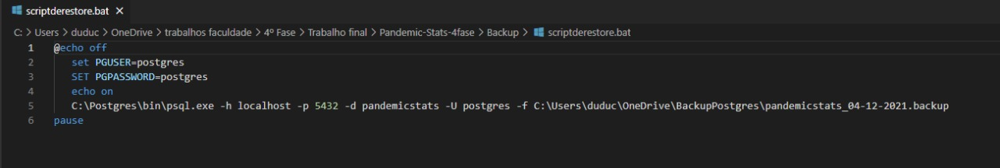 scriptderestore.bat ×
C: > Users > duduc > OneDrive > trabalhos faculdade > 4º Fase > Trabalho final > Pandemic-Stats-4fase > Backup > scriptderestore.bat
1 @echo off
2 set PGUSER=postgres
3 SET PGPASSWORD=postgres
4 echo on
5 C:\Postgres\bin\psql.exe -h localhost -p 5432 -d pandemicstats -U postgres -f C:\Users\duduc\OneDrive\BackupPostgres\pandemicstats_04-12-2021.backup
6 pause